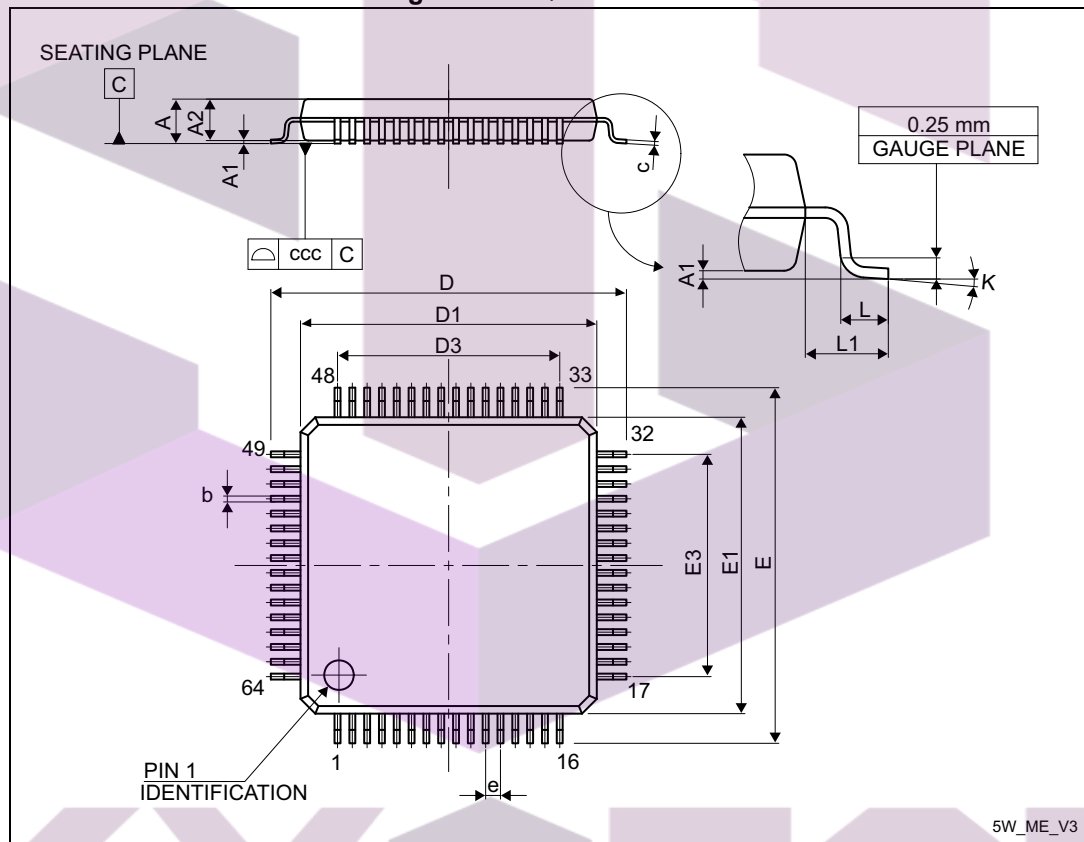 SEATING PLANE
C
A
A2
A1
c
ccc C
0.25 mm
GAUGE PLANE
A1
K
L
L1
D
D1
D3
48
33
49
32
b
E3
E1
E
64
17
1
16
PIN 1
IDENTIFICATION
e
5W_ME_V3